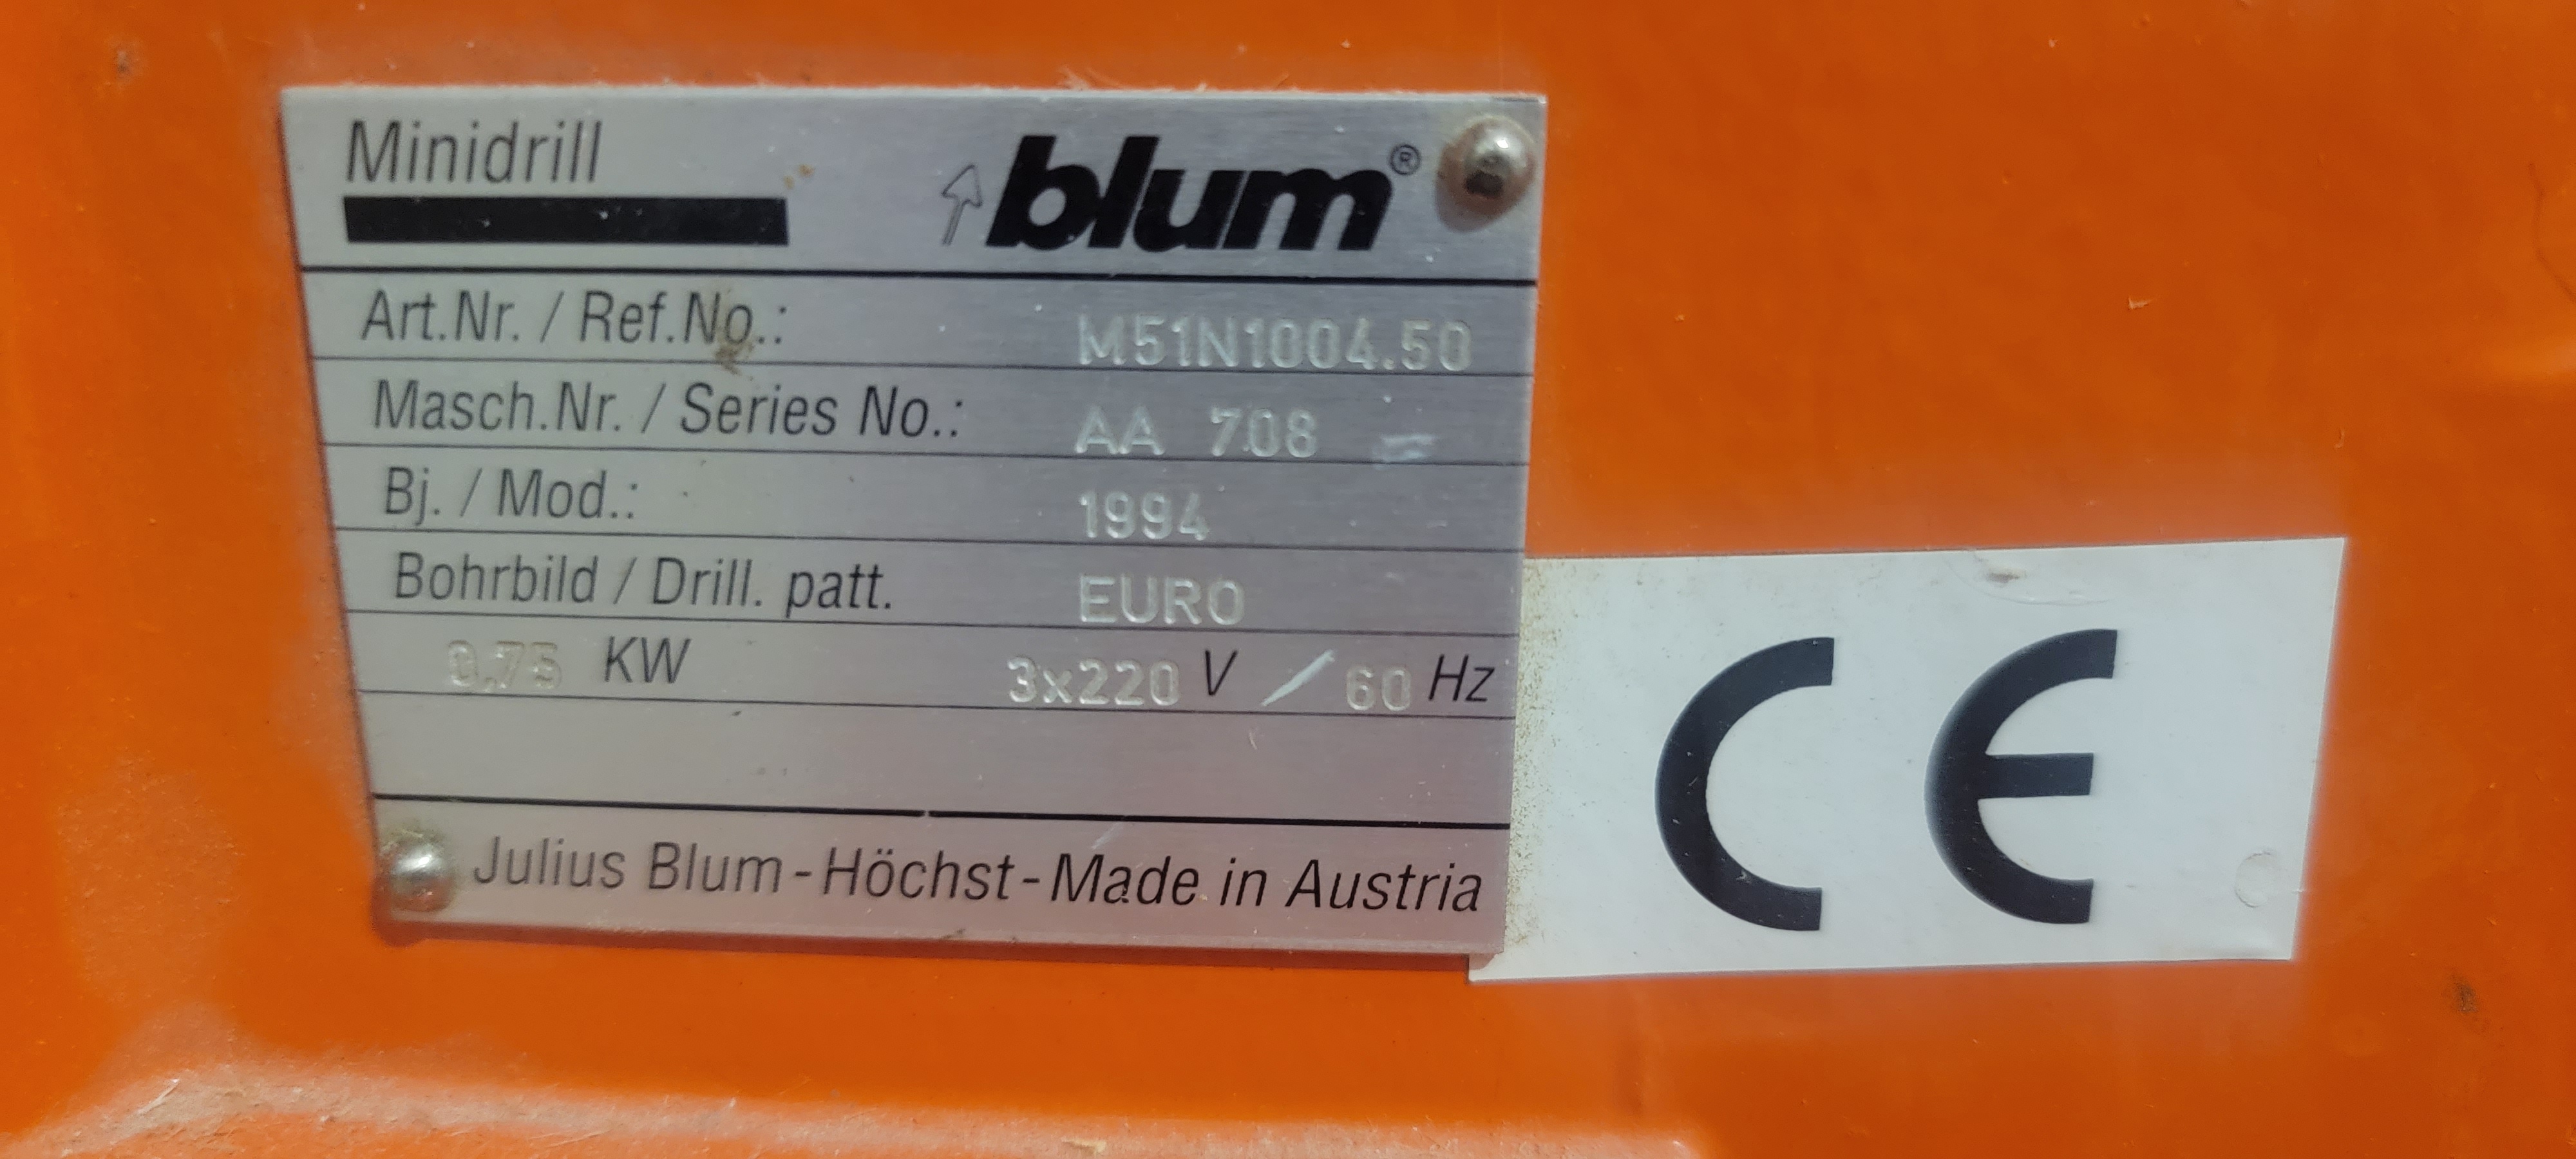 Minidrill
blum®
Art.Nr. / Ref.No.: M51N1004.50
Masch.Nr. / Series No.: AA 708
Bj. / Mod.: 1994
Bohrbild / Drill. patt. EURO
0.75 KW 3x220 V / 60 Hz
Julius Blum - Höchst - Made in Austria
CE